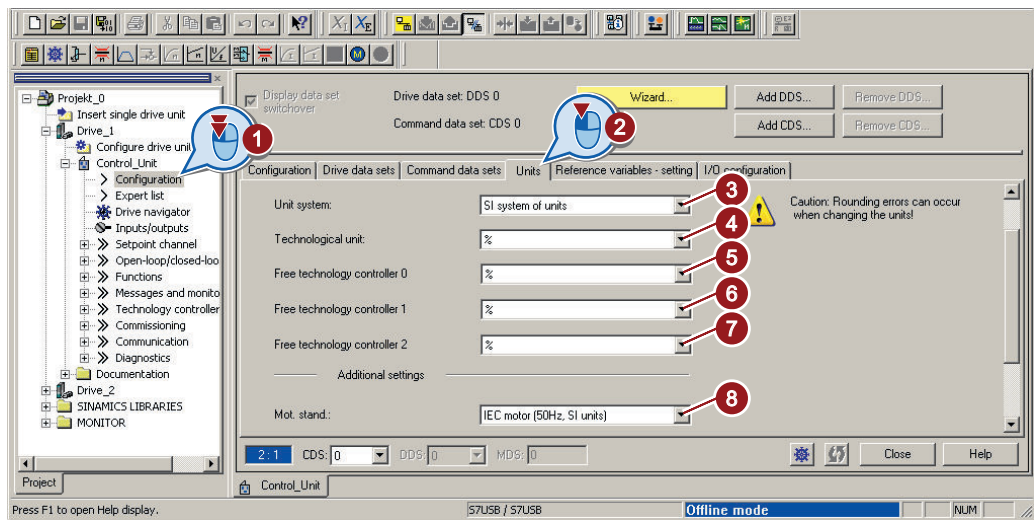 Display data set
switchover
Drive data set: DDS 0
Wizard...
Add DDS...
Remove DDS...
Command data set: CDS 0
Add CDS...
Remove CDS...
Projekt_0
Insert single drive unit
Drive_1
Configure drive unit
Control_Unit
Configuration
Expert list
Drive navigator
Inputs/outputs
Setpoint channel
Open-loop/closed-loo
Functions
Messages and monito
Technology controller
Commissioning
Communication
Diagnostics
Documentation
Drive_2
SINAMICS LIBRARIES
MONITOR
Project
1
2
Configuration
Drive data sets
Command data sets
Units
Reference variables - setting
I/O configuration
Unit system:
SI system of units
3
Caution: Rounding errors can occur
when changing the units!
Technological unit:
%
4
Free technology controller 0
%
5
Free technology controller 1
%
6
Free technology controller 2
%
7
Additional settings
Mot. stand.:
IEC motor (50Hz, SI units)
8
2:1
CDS: 0
DDS: 0
MDS: 0
Close
Help
Control_Unit
Press F1 to open Help display.
S7USB / S7USB
Offline mode
NUM